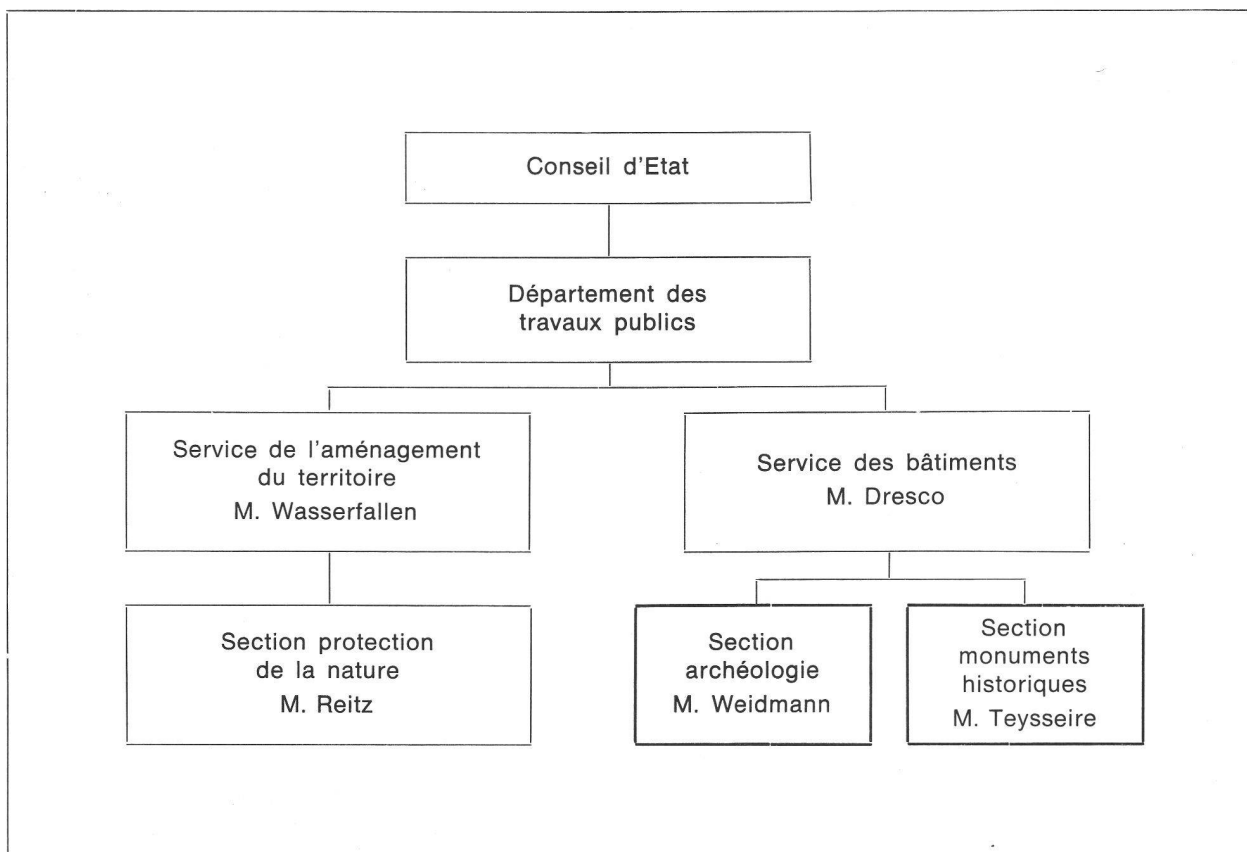 Conseil d'Etat
Département des
travaux publics
Service de l'aménagement
du territoire
M. Wasserfallen
Service des bâtiments
M. Dresco
Section protection
de la nature
M. Reitz
Section
archéologie
M. Weidmann
Section
monuments
historiques
M. Teysseire